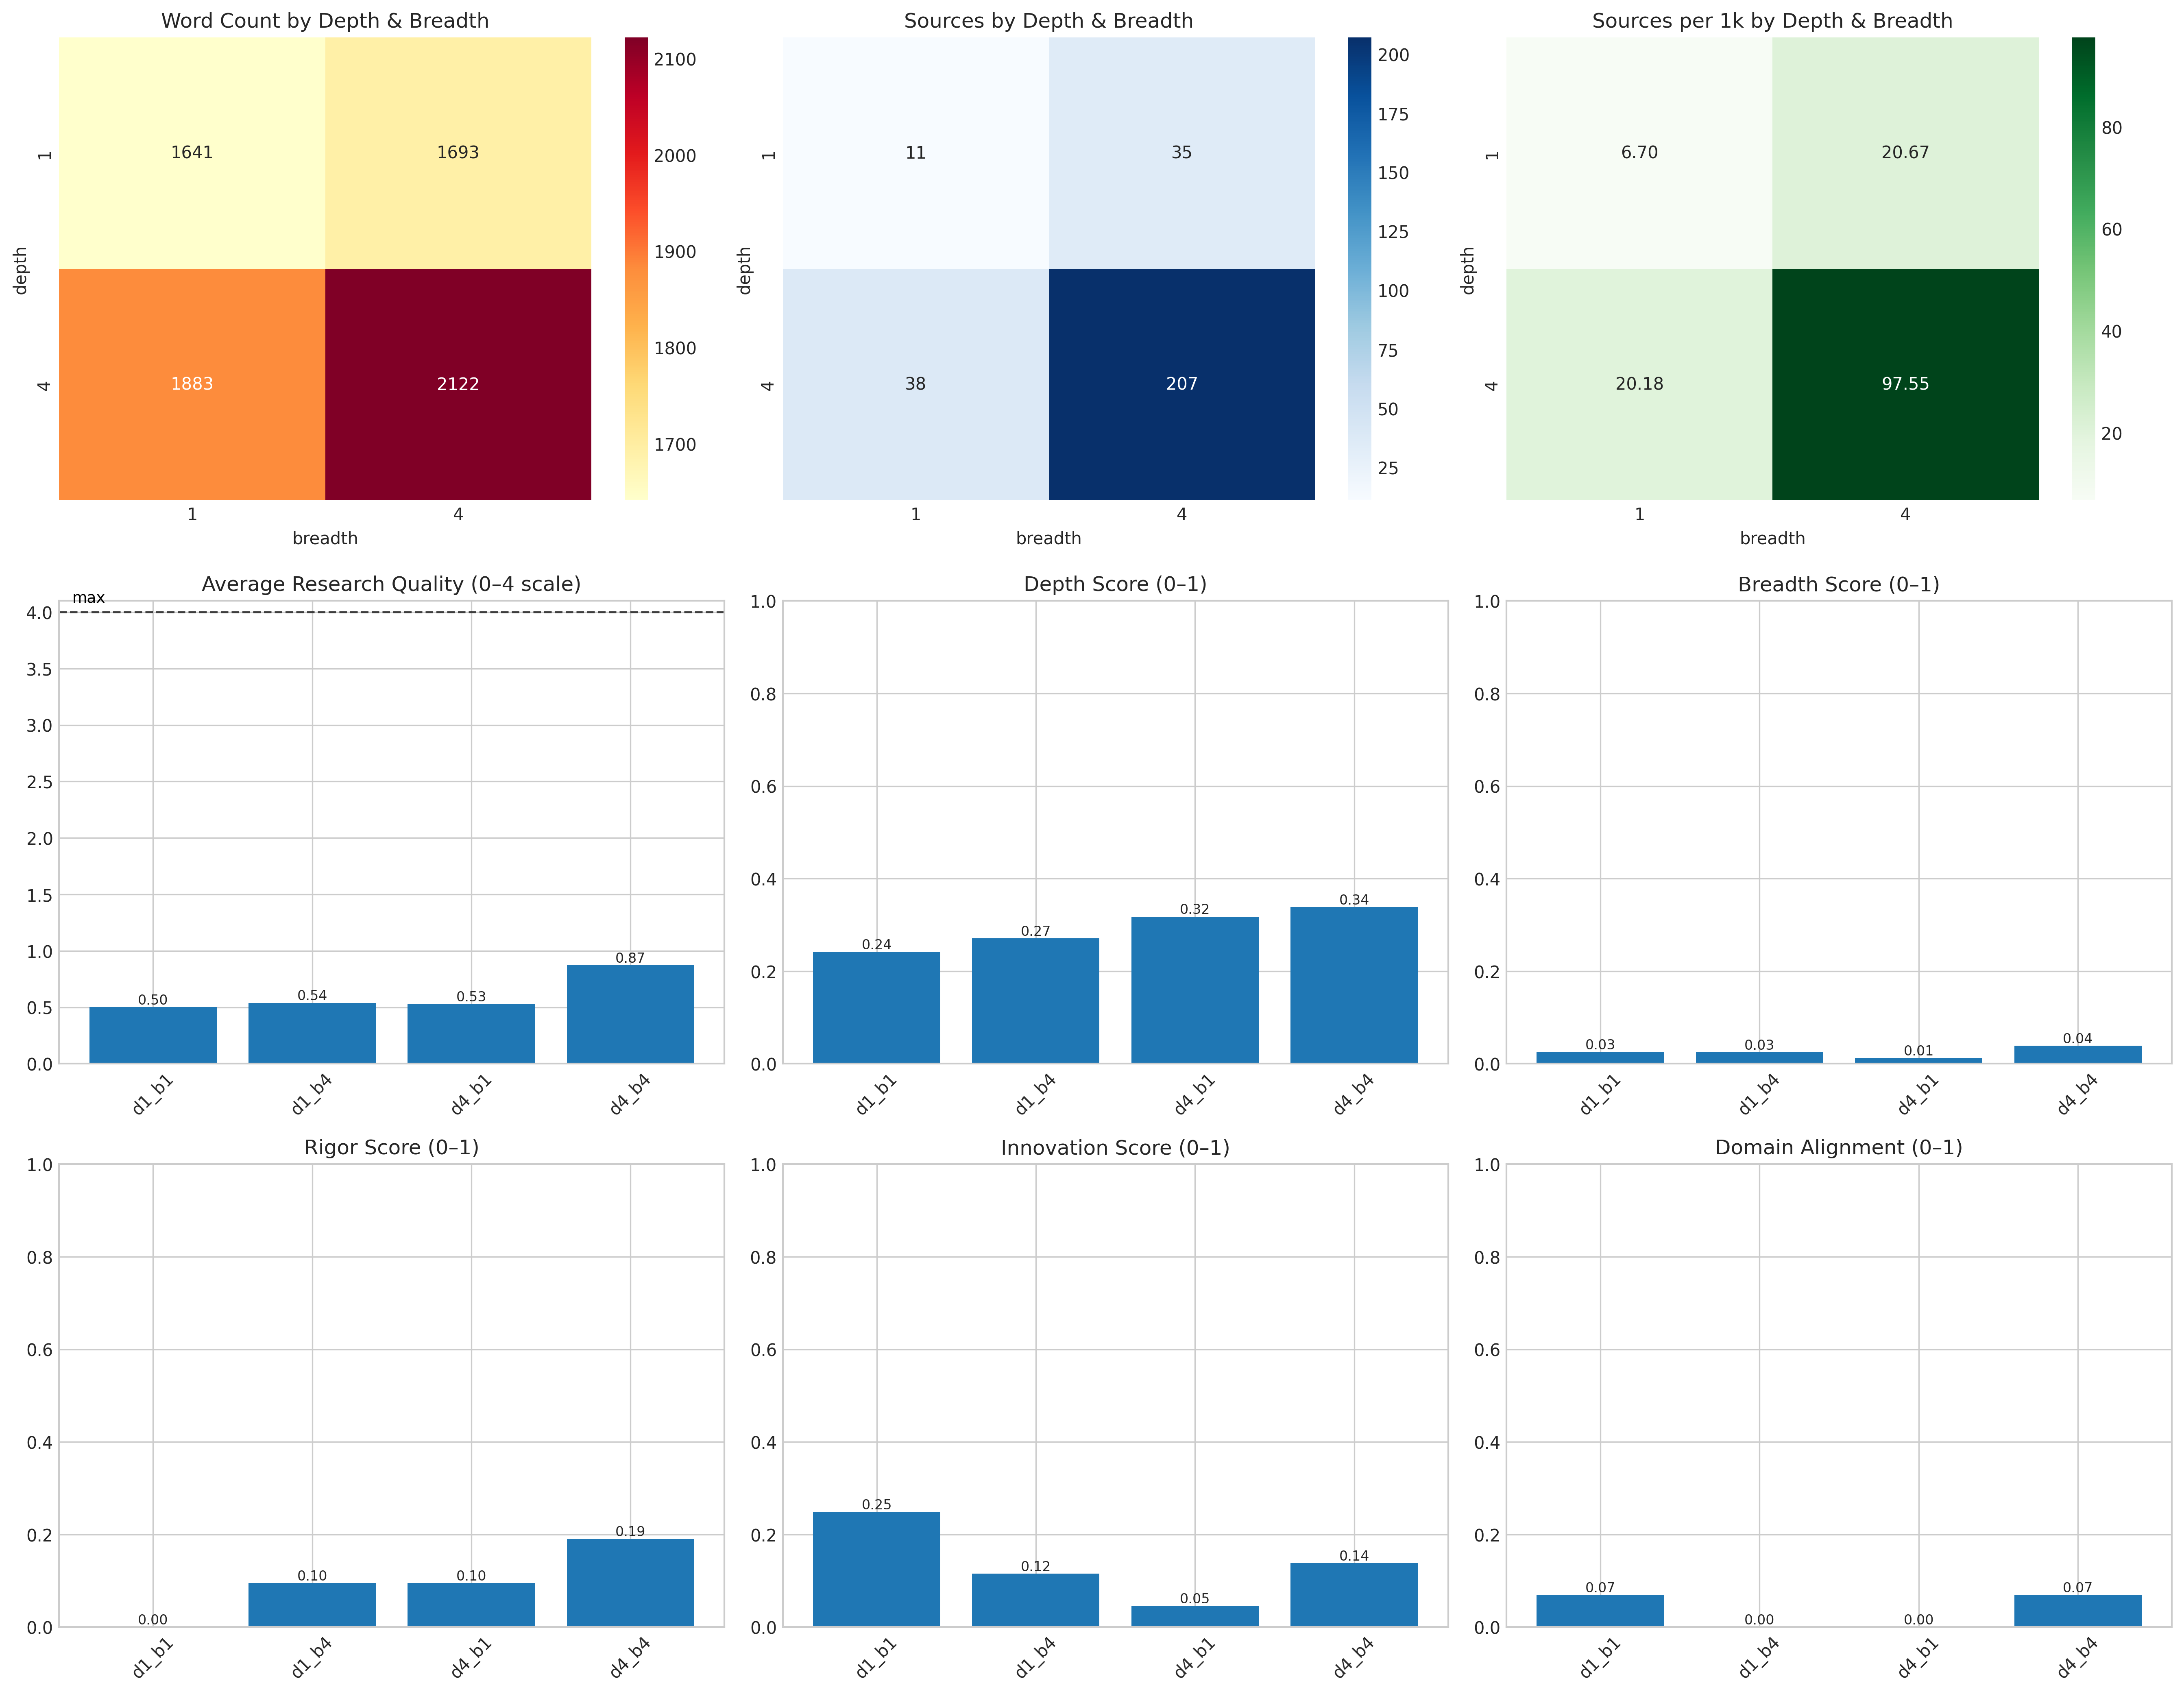 Word Count by Depth & Breadth
1641 1693
1883 2122
depth
1
4
1 4
breadth
2100
2000
1900
1800
1700
Sources by Depth & Breadth
11 35
38 207
depth
1
4
1 4
breadth
200
175
150
125
100
75
50
25
Sources per 1k by Depth & Breadth
6.70 20.67
20.18 97.55
depth
1
4
1 4
breadth
80
60
40
20
Average Research Quality (0–4 scale)
max
4.0
3.5
3.0
2.5
2.0
1.5
1.0
0.5
0.0
0.50 0.54 0.53 0.87
d1_b1 d1_b4 d4_b1 d4_b4
Depth Score (0–1)
1.0
0.8
0.6
0.4
0.2
0.0
0.24 0.27 0.32 0.34
d1_b1 d1_b4 d4_b1 d4_b4
Breadth Score (0–1)
1.0
0.8
0.6
0.4
0.2
0.0
0.03 0.03 0.01 0.04
d1_b1 d1_b4 d4_b1 d4_b4
Rigor Score (0–1)
1.0
0.8
0.6
0.4
0.2
0.0
0.00 0.10 0.10 0.19
d1_b1 d1_b4 d4_b1 d4_b4
Innovation Score (0–1)
1.0
0.8
0.6
0.4
0.2
0.0
0.25 0.12 0.05 0.14
d1_b1 d1_b4 d4_b1 d4_b4
Domain Alignment (0–1)
1.0
0.8
0.6
0.4
0.2
0.0
0.07 0.00 0.00 0.07
d1_b1 d1_b4 d4_b1 d4_b4